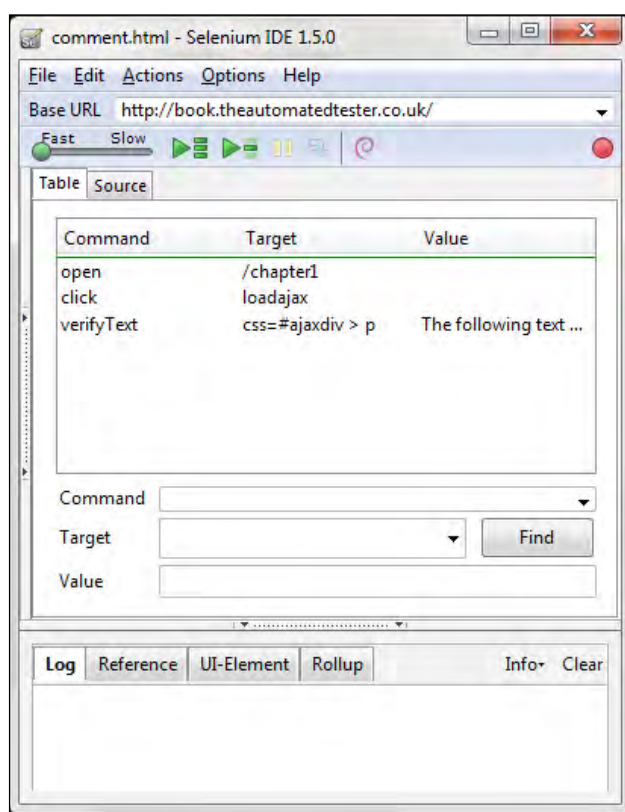 comment.html - Selenium IDE 1.5.0
File Edit Actions Options Help
Base URL http://book.theautomatedtester.co.uk/
Fast Slow
Table Source
Command Target Value
open /chapter1
click loadajax
verifyText css=#ajaxdiv > p The following text ...
Command
Target Find
Value
Log Reference UI-Element Rollup Info Clear